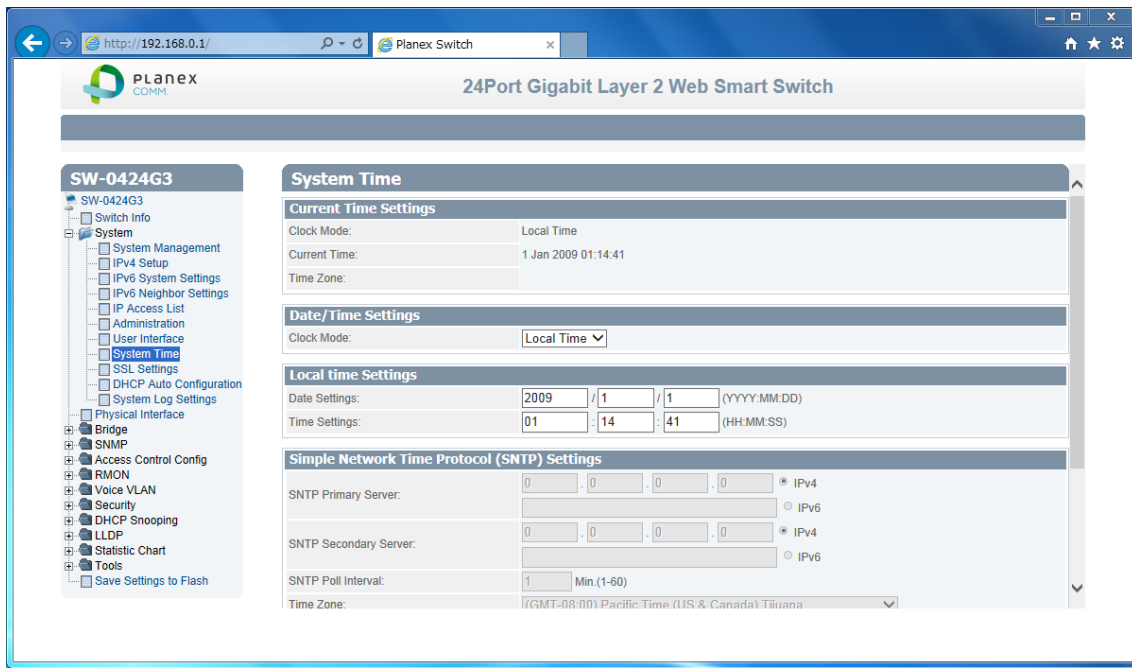 http://192.168.0.1/
Planex Switch
PLANEX
COMM.
24Port Gigabit Layer 2 Web Smart Switch
SW-0424G3
SW-0424G3
Switch Info
System
System Management
IPv4 Setup
IPv6 System Settings
IPv6 Neighbor Settings
IP Access List
Administration
User Interface
System Time
SSL Settings
DHCP Auto Configuration
System Log Settings
Physical Interface
Bridge
SNMP
Access Control Config
RMON
Voice VLAN
Security
DHCP Snooping
LLDP
Statistic Chart
Tools
Save Settings to Flash
System Time
Current Time Settings
Clock Mode: Local Time
Current Time: 1 Jan 2009 01:14:41
Time Zone:
Date/Time Settings
Clock Mode: Local Time
Local time Settings
Date Settings: 2009 / 1 / 1 (YYYY:MM:DD)
Time Settings: 01 : 14 : 41 (HH:MM:SS)
Simple Network Time Protocol (SNTP) Settings
SNTP Primary Server: 0 . 0 . 0 . 0 IPv4
IPv6
SNTP Secondary Server: 0 . 0 . 0 . 0 IPv4
IPv6
SNTP Poll Interval: 1 Min.(1-60)
Time Zone: (GMT-08:00) Pacific Time (US & Canada) Tijuana